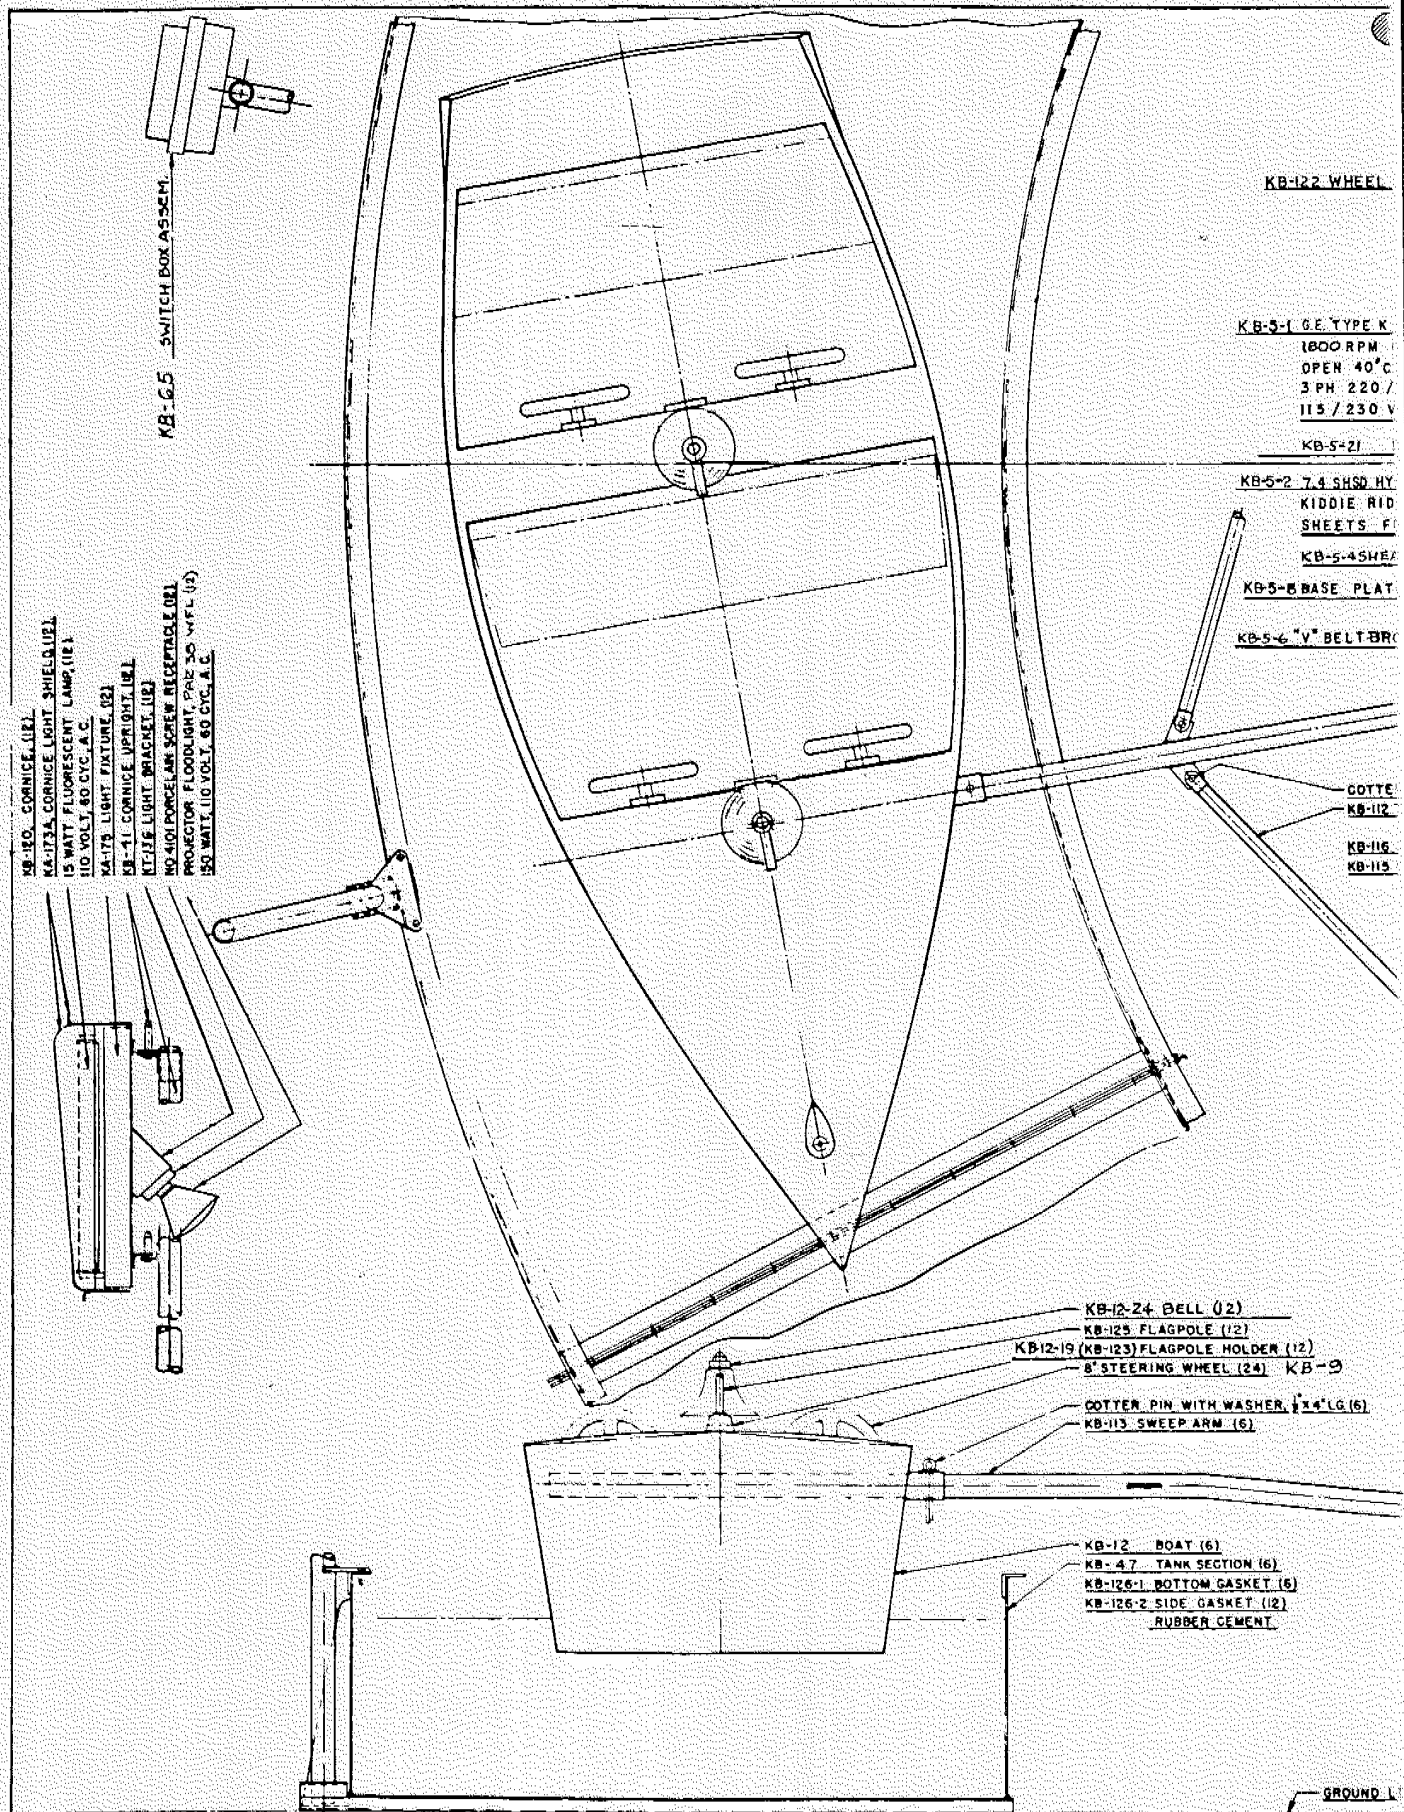 KB-65 SWITCH BOX ASSEM.
KB-122 WHEEL
KB-5-1 G.E. TYPE K
1800 RPM
OPEN 40°C
3 PH 220 /
115 / 230 V
KB-5-21
KB-5-2 7.4 SHSD HY
KIDDIE RID
SHEETS F
KB-5-4 SHEA
KB-5-8 BASE PLAT
KB-5-6 "V" BELT BRO
KB-120, CORNICE, (12)
KA-173A CORNICE LIGHT SHIELD (12)
15 WATT FLUORESCENT LAMP, (12)
110 VOLT, 60 CYC, A.C.
KA-175 LIGHT FIXTURE, (12)
KB-41 CORNICE UPRIGHT, (12)
KT-136 LIGHT BRACKET, (12)
NO 4101 PORCELAIN SCREW RECEPTACLE (12)
PROJECTOR FLOODLIGHT, (12)
150 WATT, 110 VOLT, 60 CYC, A.C.
COTTE
KB-112
KB-116
KB-115
KB-12-24 BELL (12)
KB-125 FLAGPOLE (12)
KB-12-19 (KB-123) FLAGPOLE HOLDER (12)
8" STEERING WHEEL (24) KB-9
COTTER PIN WITH WASHER, x4" LG (6)
KB-113 SWEEP ARM (6)
KB-12 BOAT (6)
KB-47 TANK SECTION (6)
KB-126-1 BOTTOM GASKET (6)
KB-126-2 SIDE GASKET (12)
RUBBER CEMENT
GROUND L